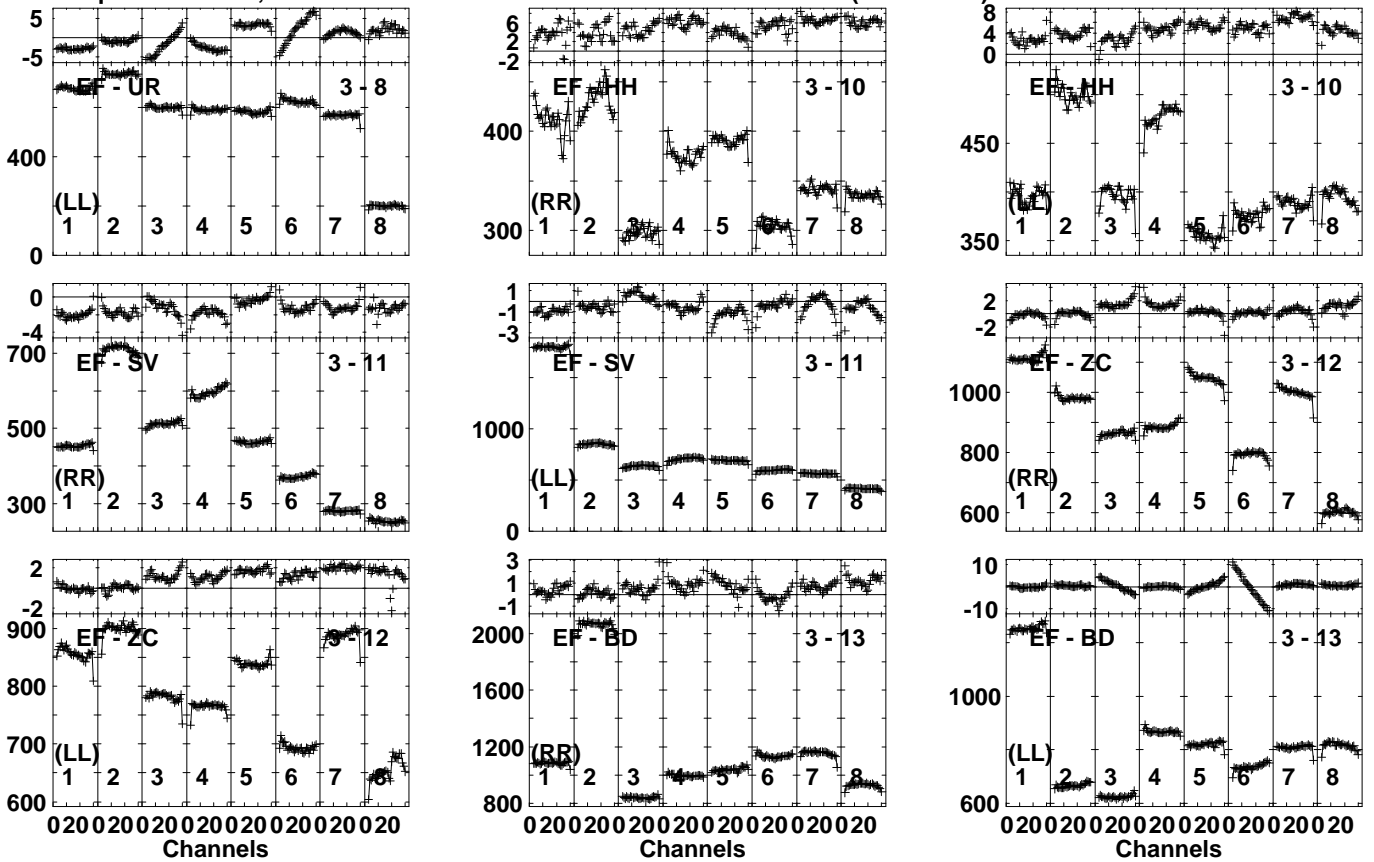 5
-5
EF - UR 3 - 8
400
(LL)
1 2 3 4 5 6 7 8
0
6
2
-2
EF - HH 3 - 10
400
(RR)
300
1 2 3 4 5 6 7 8
8
4
0
EF - HH 3 - 10
450
(LL)
350
1 2 3 4 5 6 7 8
0
-4
700
EF - SV 3 - 11
500
(RR)
300
1 2 3 4 5 6 7 8
1
-1
-3
EF - SV 3 - 11
1000
(LL)
1 2 3 4 5 6 7 8
0
2
-2
EF - ZC 3 - 12
1000
800
(RR)
600
1 2 3 4 5 6 7 8
2
-2
900
EF - ZC 3 - 12
800
700
(LL)
600
1 2 3 4 5 6 7 8
0 20 0 20 0 20 0 20 0 20 0 20 0 20 0 20
Channels
3
1
-1
2000
EF - BD 3 - 13
1600
1200
(RR)
800
1 2 3 4 5 6 7 8
0 20 0 20 0 20 0 20 0 20 0 20 0 20 0 20
Channels
10
-10
EF - BD 3 - 13
1000
(LL)
600
1 2 3 4 5 6 7 8
0 20 0 20 0 20 0 20 0 20 0 20 0 20 0 20
Channels